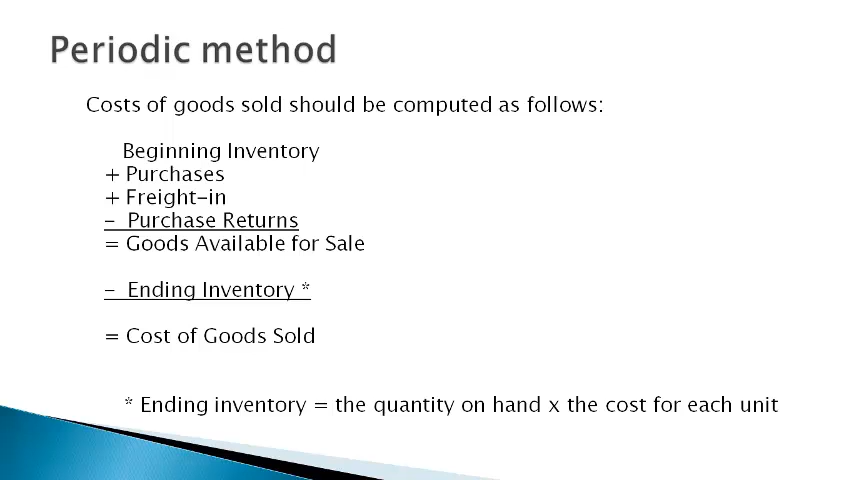 Periodic method
Costs of goods sold should be computed as follows:
Beginning Inventory
+ Purchases
+ Freight-in
- Purchase Returns
= Goods Available for Sale
- Ending Inventory *
= Cost of Goods Sold
* Ending inventory = the quantity on hand x the cost for each unit